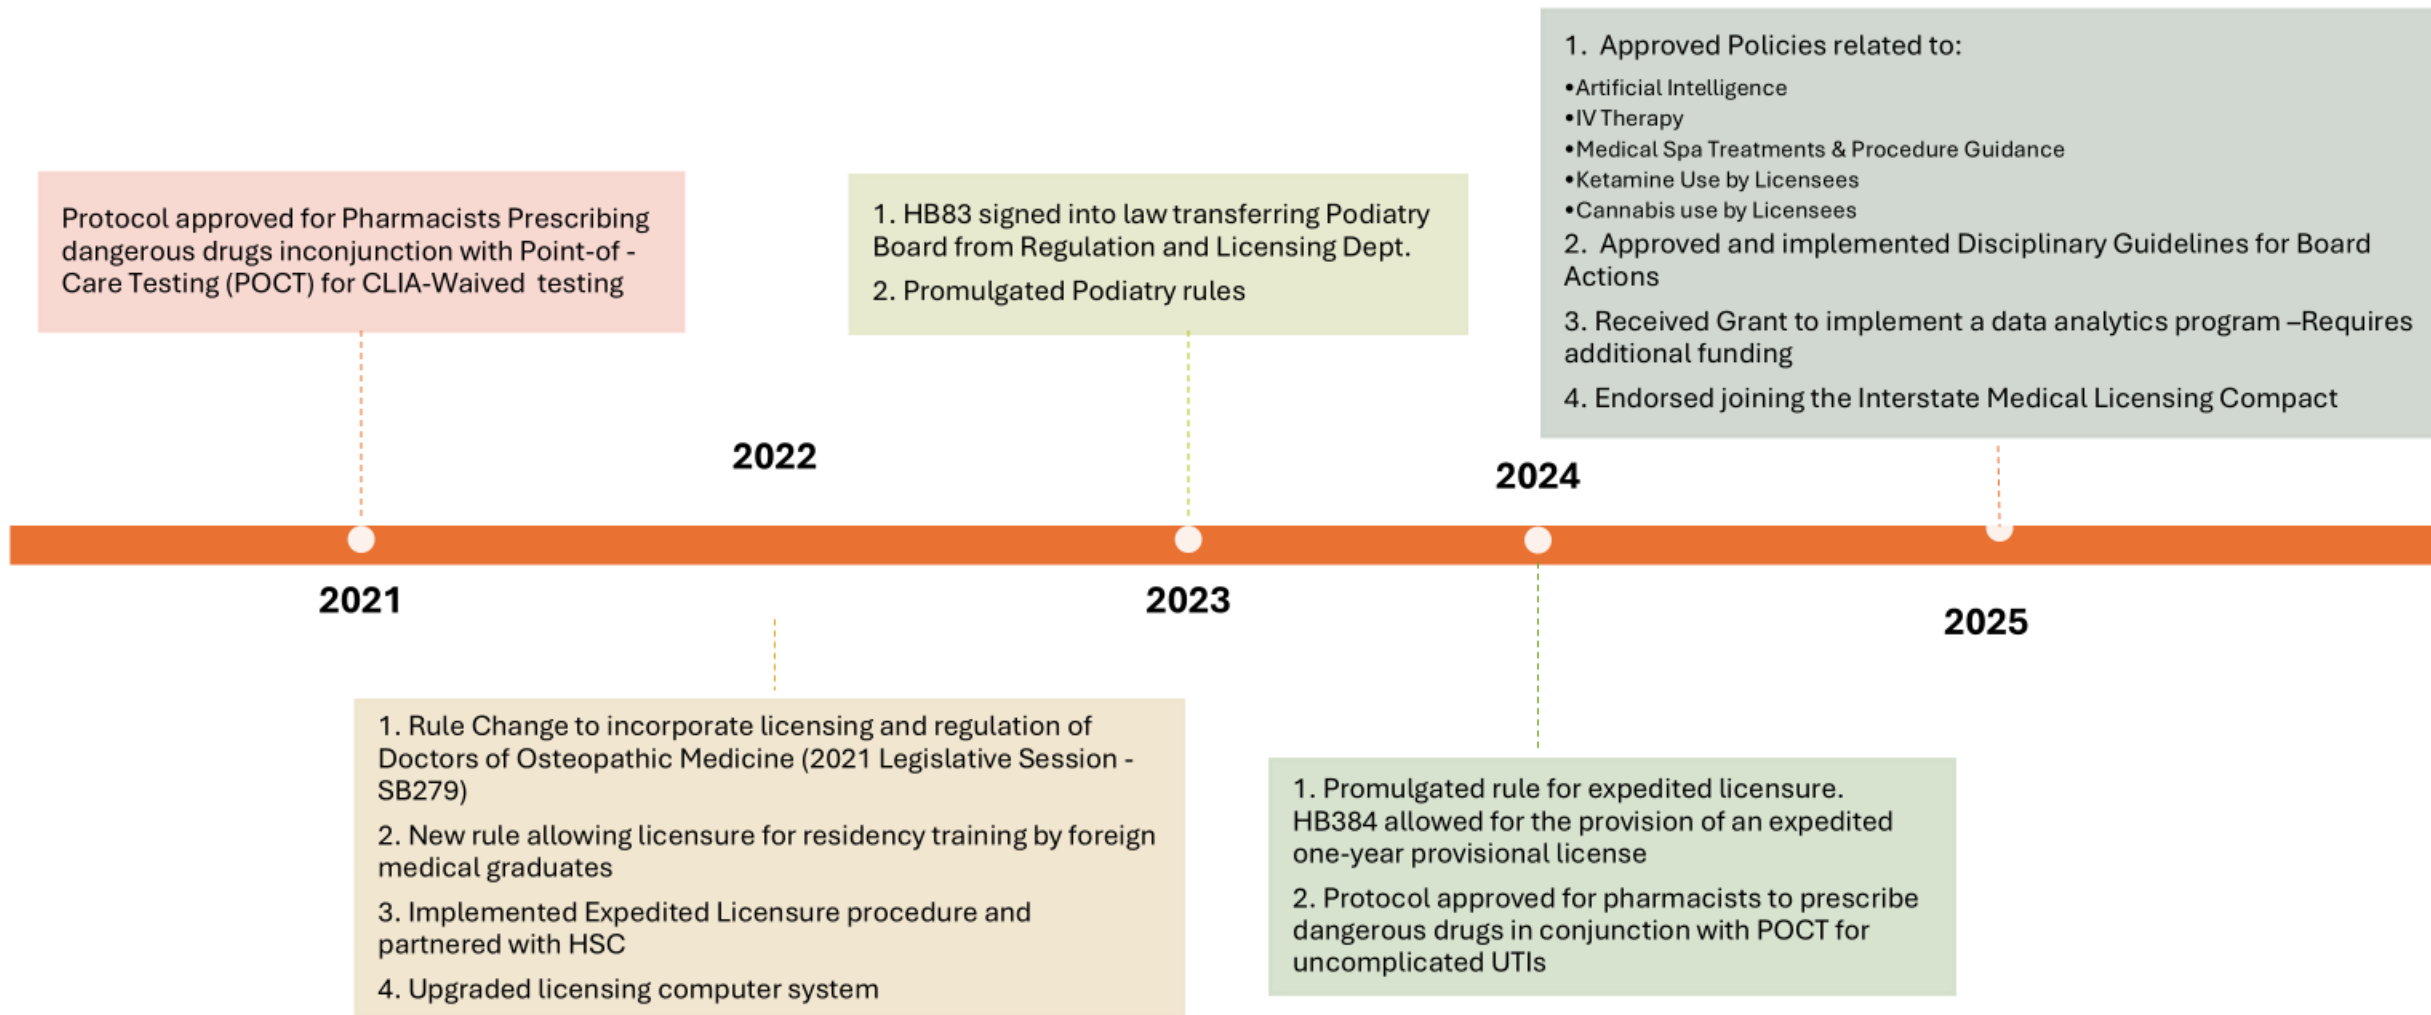 Protocol approved for Pharmacists Prescribing
dangerous drugs inconjunction with Point-of -
Care Testing (POCT) for CLIA-Waived testing
2021
2022
1. Rule Change to incorporate licensing and regulation of
Doctors of Osteopathic Medicine (2021 Legislative Session -
SB279)
2. New rule allowing licensure for residency training by foreign
medical graduates
3. Implemented Expedited Licensure procedure and
partnered with HSC
4. Upgraded licensing computer system
1. HB83 signed into law transferring Podiatry
Board from Regulation and Licensing Dept.
2. Promulgated Podiatry rules
2023
2024
1. Promulgated rule for expedited licensure.
HB384 allowed for the provision of an expedited
one-year provisional license
2. Protocol approved for pharmacists to prescribe
dangerous drugs in conjunction with POCT for
uncomplicated UTIs
1. Approved Policies related to:
•Artificial Intelligence
•IV Therapy
•Medical Spa Treatments & Procedure Guidance
•Ketamine Use by Licensees
•Cannabis use by Licensees
2. Approved and implemented Disciplinary Guidelines for Board
Actions
3. Received Grant to implement a data analytics program –Requires
additional funding
4. Endorsed joining the Interstate Medical Licensing Compact
2025